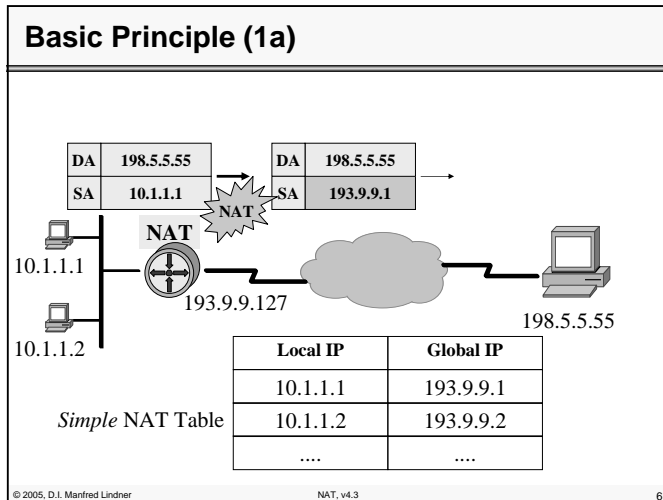 Basic Principle (1a)
DA 198.5.5.55
SA 10.1.1.1
DA 198.5.5.55
SA 193.9.9.1
NAT
NAT
10.1.1.1
193.9.9.127
10.1.1.2
198.5.5.55
Simple NAT Table
Local IP Global IP
10.1.1.1 193.9.9.1
10.1.1.2 193.9.9.2
.... ....
© 2005, D.I. Manfred Lindner NAT, v4.3 6